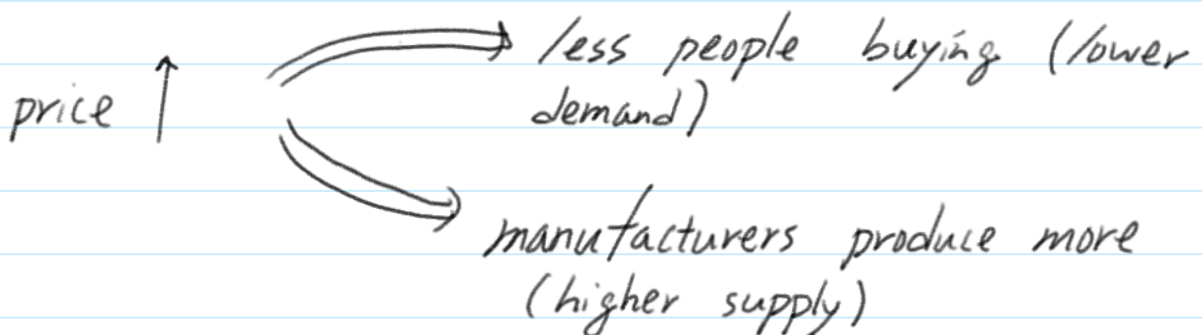 less people buying (lower
price ↑
demand)
manufacturers produce more
(higher supply)